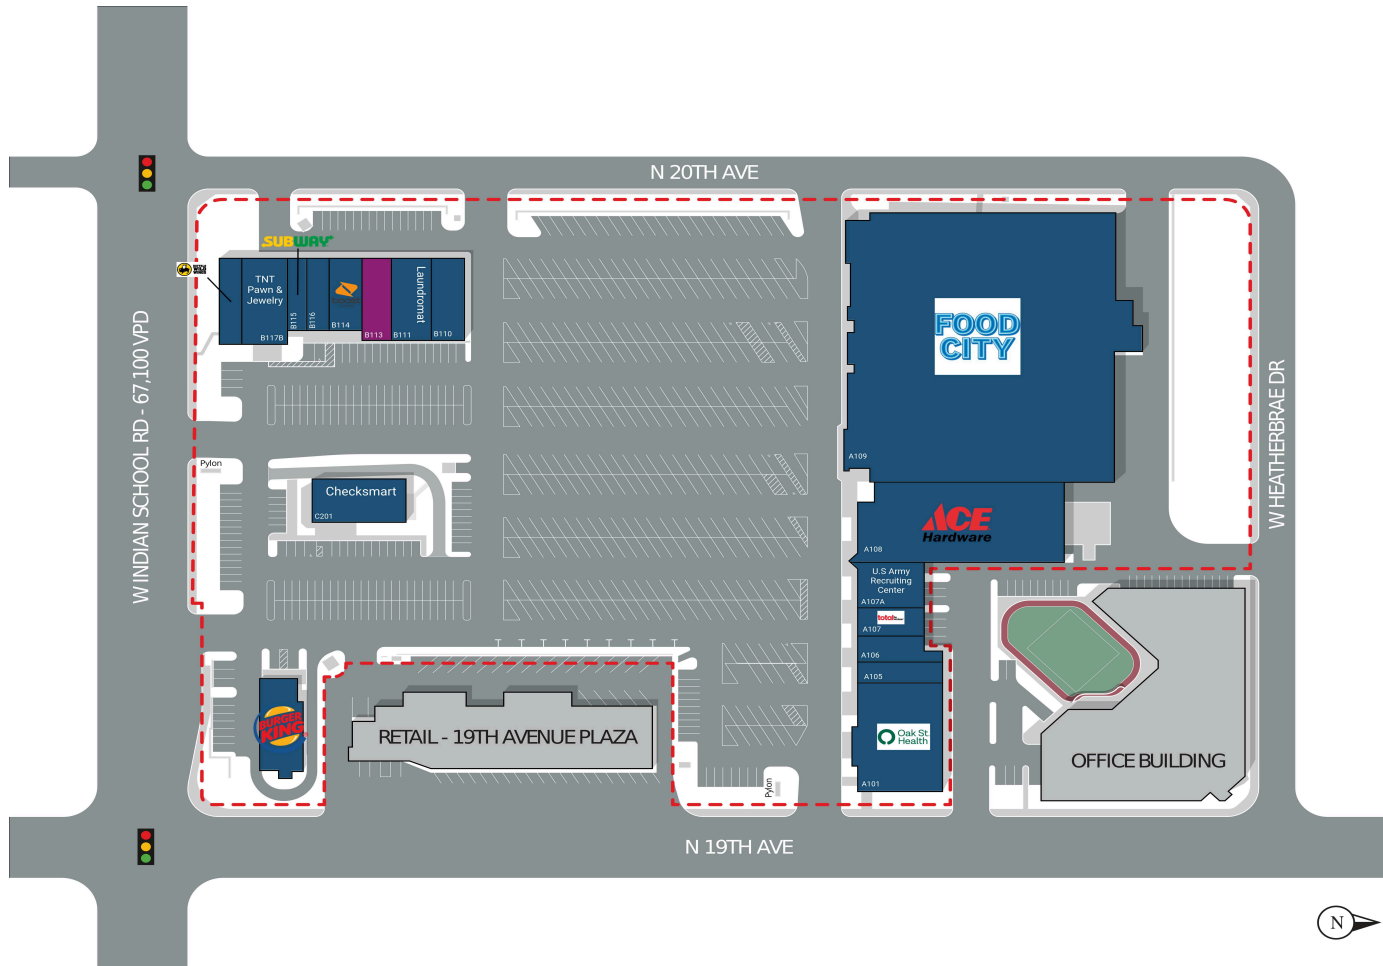 N 20TH AVE
SUBWAY
TNT
Pawn &
Jewelry
B117B
B115
B116
B114
B113
Laundromat
B111
B110
W INDIAN SCHOOL RD - 67,100 VPD
FOOD
CITY
A109
W HEATHERBRAE DR
Pylon
Checksmart
C201
ACE
Hardware
A108
U.S Army
Recruiting
Center
A107A
totals
A107
A106
A105
BURGER
KING
RETAIL - 19TH AVENUE PLAZA
Oak St.
Health
A101
OFFICE BUILDING
Pylon
N 19TH AVE
N